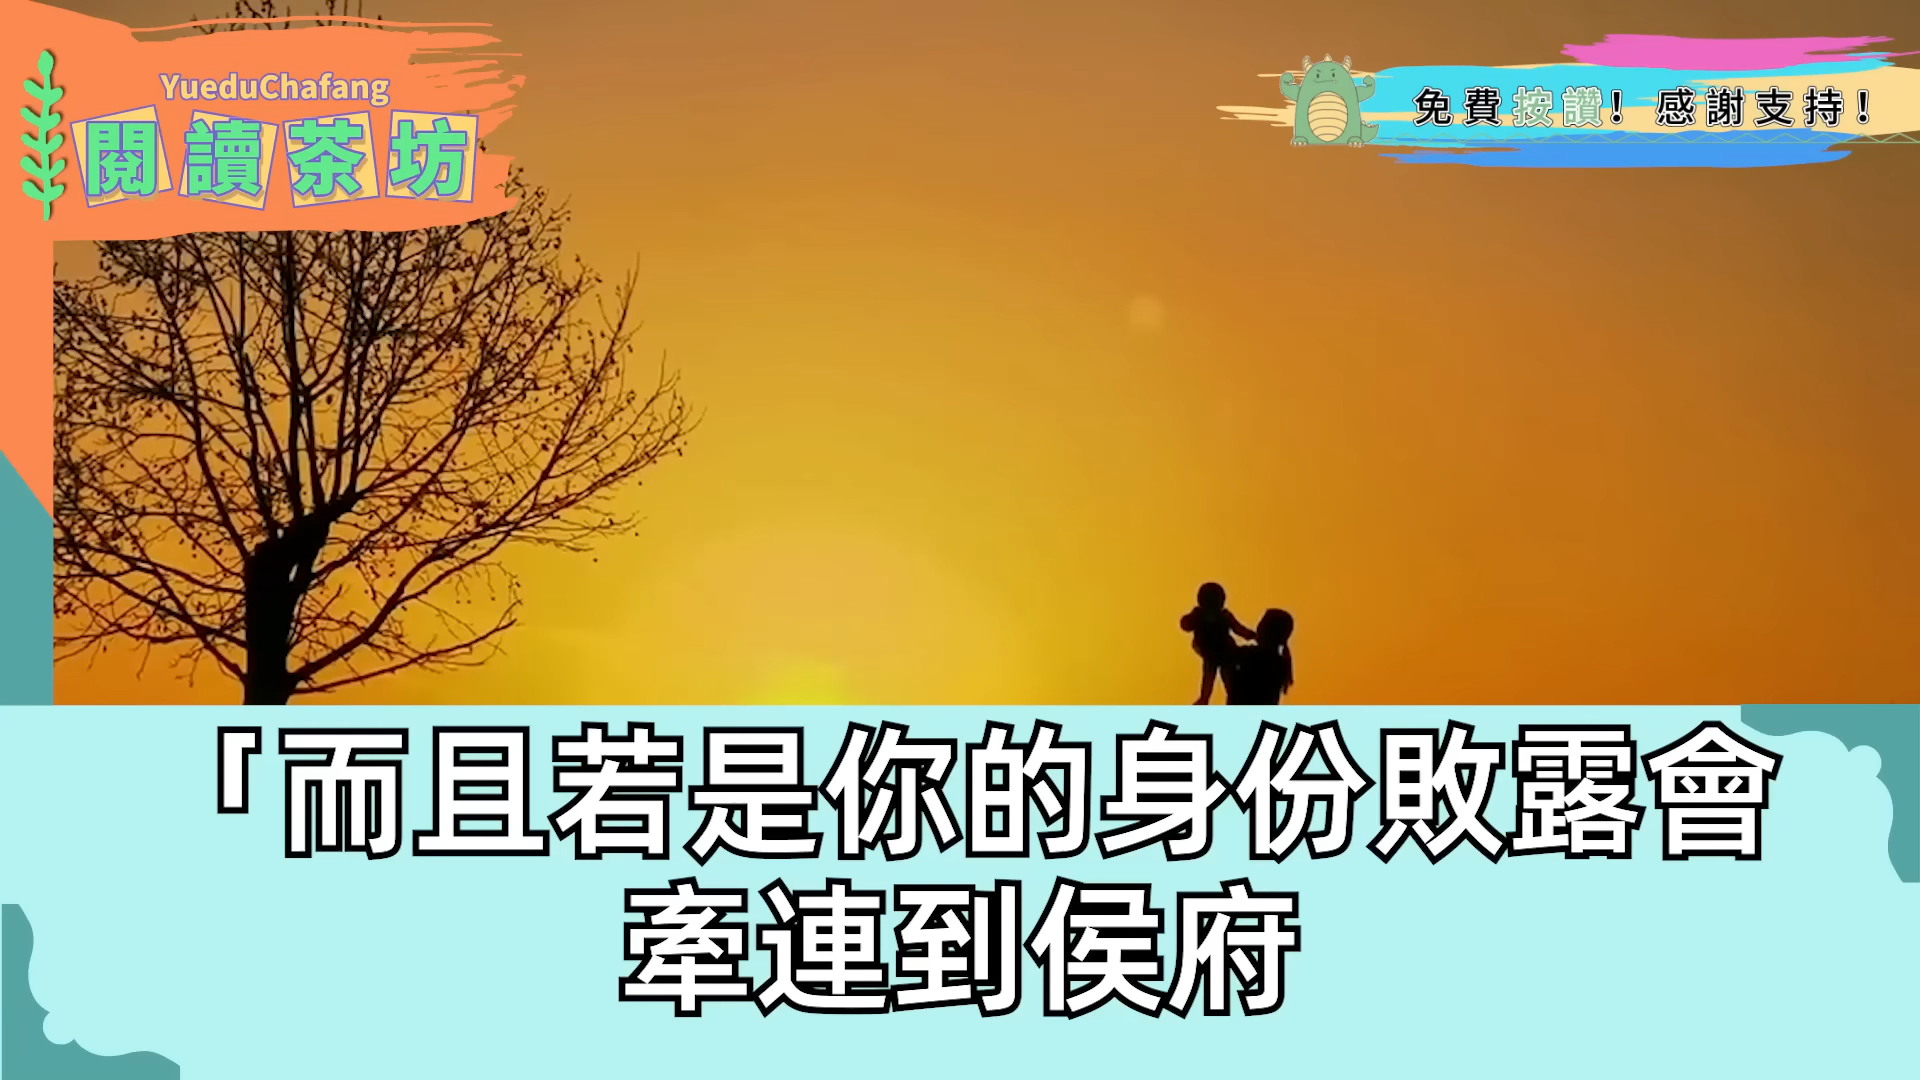 YueduChafang
閱讀茶坊
免費按讚！感謝支持！
「而且若是你的身份敗露會
牽連到侯府